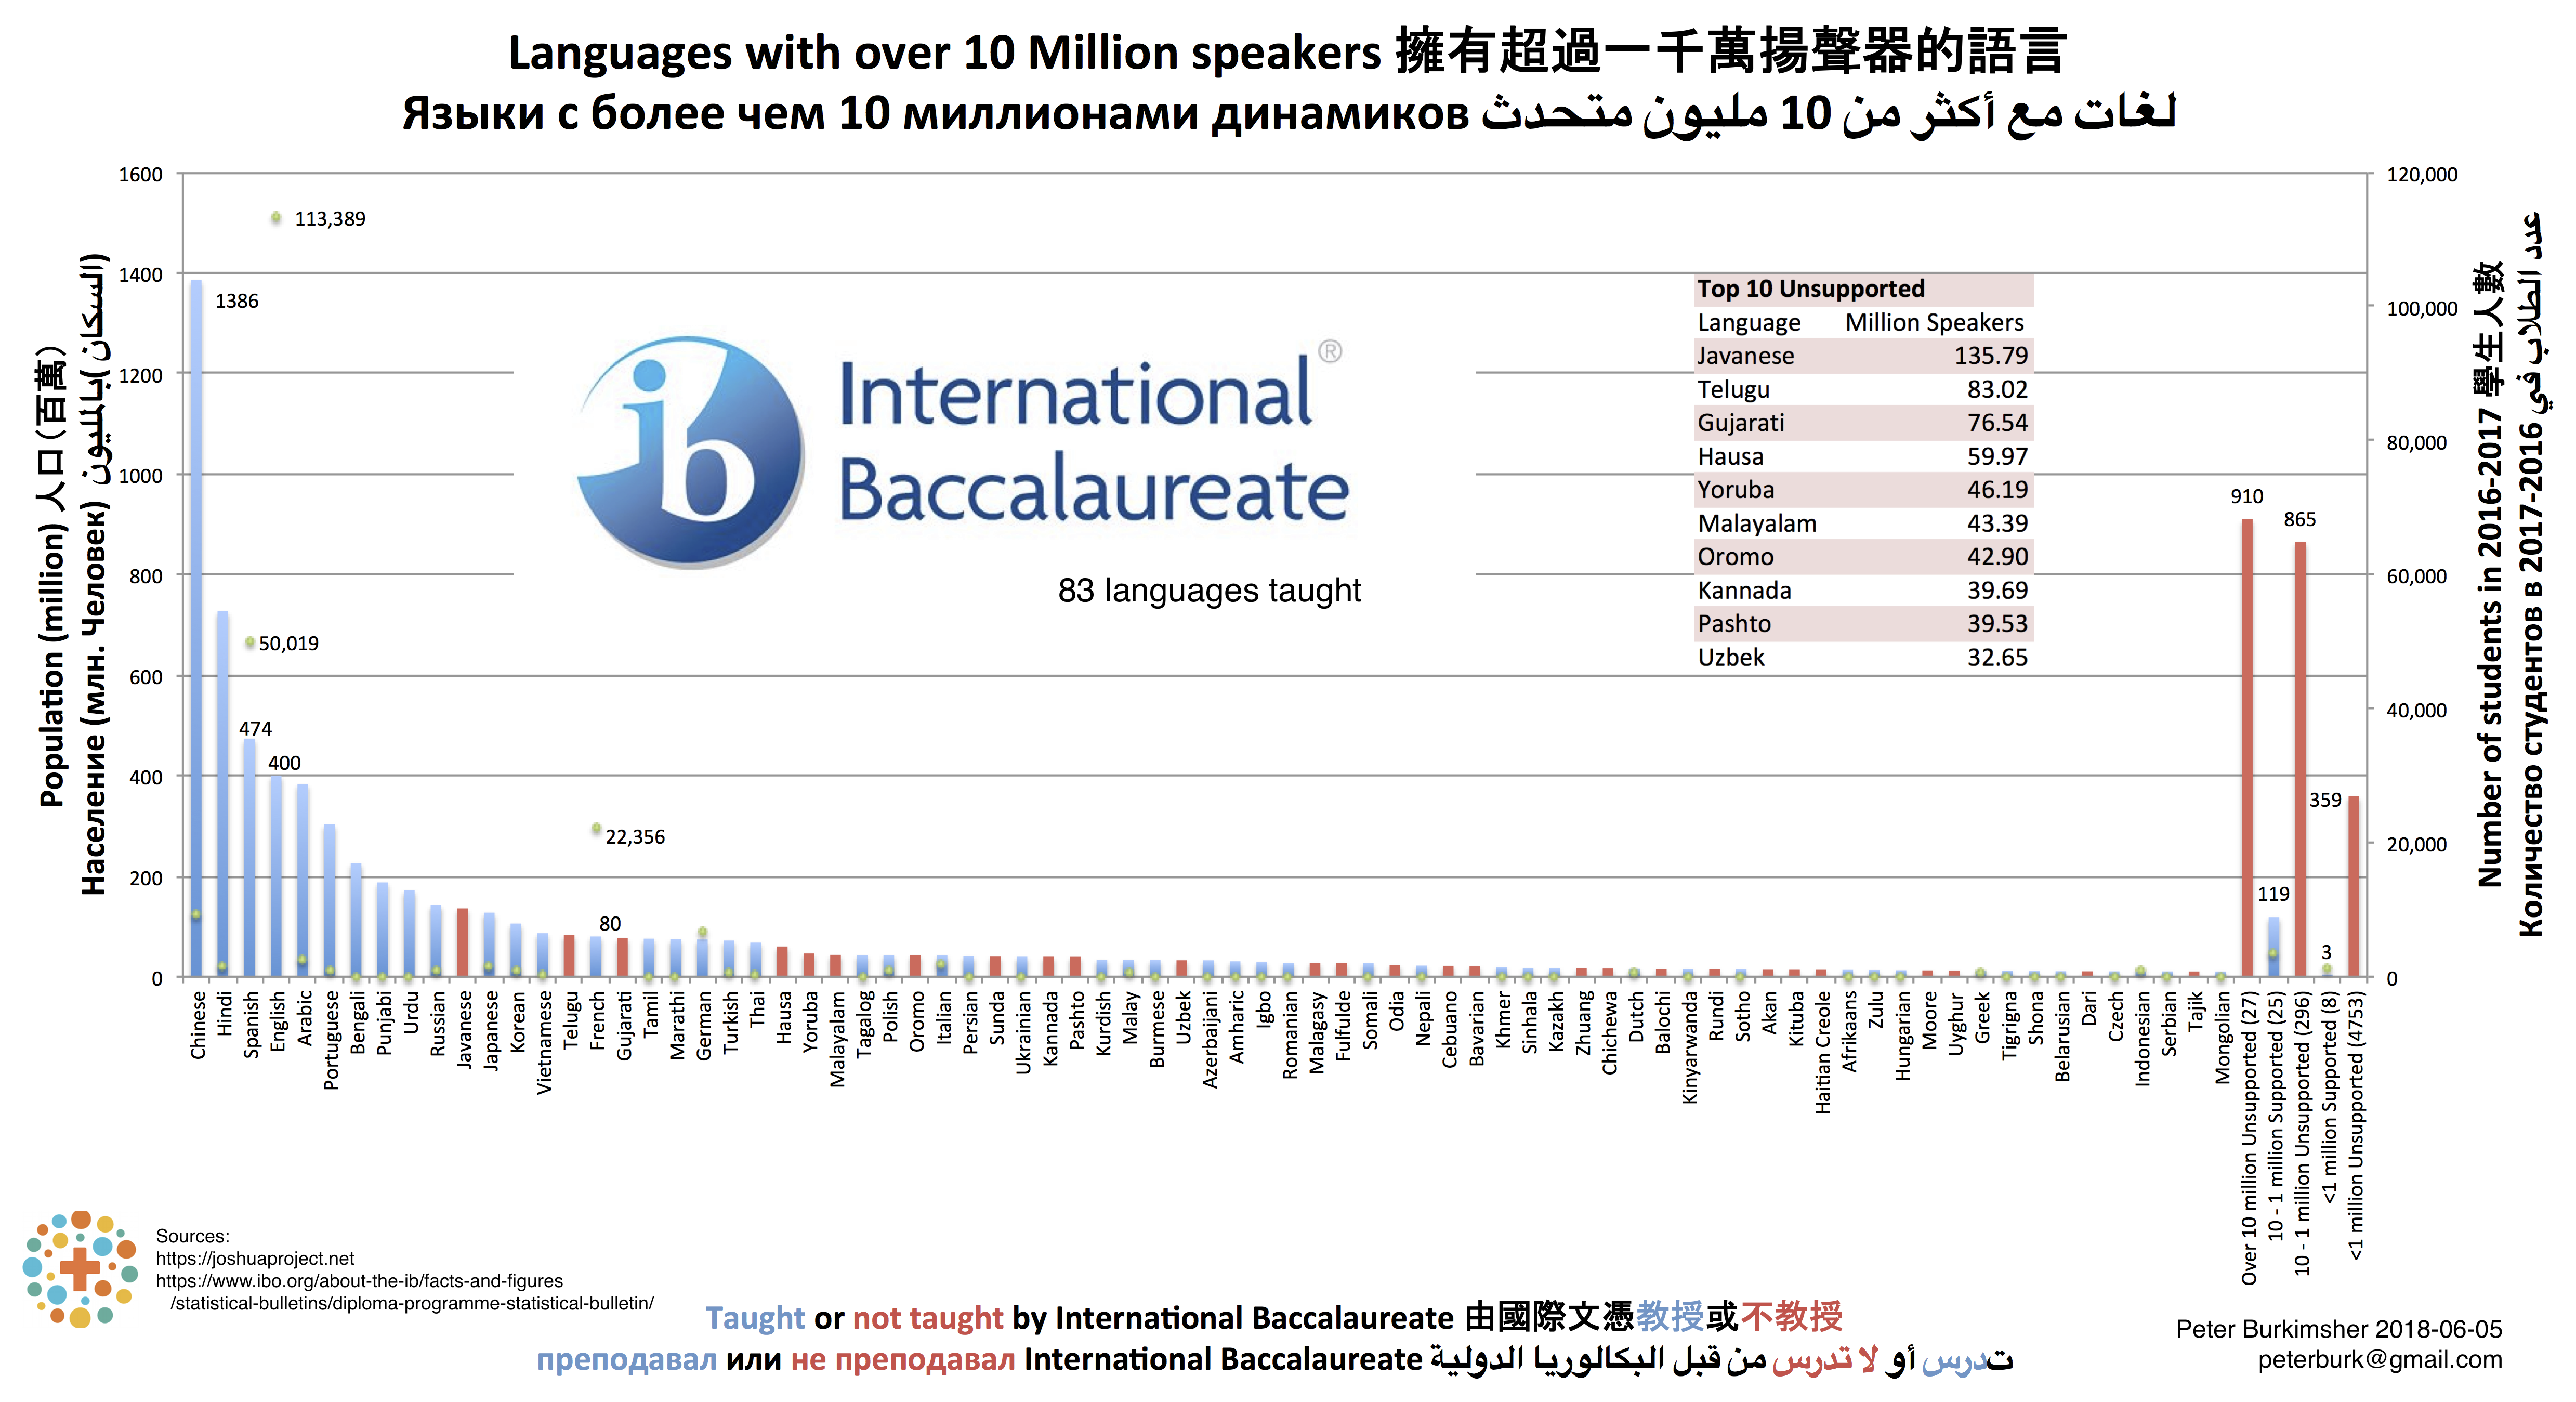 Languages with over 10 Million speakers 擁有超過一千萬揚聲器的語言
Языки с более чем 10 миллионами динамиков لغات مع أكثر من 10 مليون متحدث
Population (million) 人口(百萬)
Население (млн. Человек) السكان )بالمليون)
1600
1400
1200
1000
800
600
400
200
0
120,000
100,000
80,000
60,000
40,000
20,000
0
Number of students in 2016-2017 學生人數
Количество студентов в 2017-2016 عدد الطلاب في
113,389
1386
50,019
474
400
22,356
80
910
865
359
119
3
International®
Baccalaureate
ib
83 languages taught
Top 10 Unsupported
Language Million Speakers
Javanese 135.79
Telugu 83.02
Gujarati 76.54
Hausa 59.97
Yoruba 46.19
Malayalam 43.39
Oromo 42.90
Kannada 39.69
Pashto 39.53
Uzbek 32.65
Chinese
Hindi
Spanish
English
Arabic
Portuguese
Bengali
Punjabi
Urdu
Russian
Javanese
Japanese
Korean
Vietnamese
Telugu
French
Gujarati
Tamil
Marathi
German
Turkish
Thai
Hausa
Yoruba
Malayalam
Tagalog
Polish
Oromo
Italian
Persian
Sunda
Ukrainian
Kannada
Pashto
Kurdish
Malay
Burmese
Uzbek
Azerbaijani
Amharic
Igbo
Romanian
Malagasy
Fulfulde
Somali
Odia
Nepali
Cebuano
Bavarian
Khmer
Sinhala
Kazakh
Zhuang
Chichewa
Dutch
Balochi
Kinyarwanda
Rundi
Sotho
Akan
Kituba
Haitian Creole
Afrikaans
Zulu
Hungarian
Moore
Uyghur
Greek
Tigrigna
Shona
Belarusian
Dari
Czech
Indonesian
Serbian
Tajik
Mongolian
Over 10 million Unsupported (27)
10 - 1 million Supported (25)
10 - 1 million Unsupported (296)
<1 million Supported (8)
<1 million Unsupported (4753)
Sources:
https://joshuaproject.net
https://www.ibo.org/about-the-ib/facts-and-figures
/statistical-bulletins/diploma-programme-statistical-bulletin/
Taught or not taught by International Baccalaureate 由國際文憑教授或不教授
преподавал или не преподавал International Baccalaureate تدرس أو لا تدرس من قبل البكالوريا الدولية
Peter Burkimsher 2018-06-05
peterburk@gmail.com